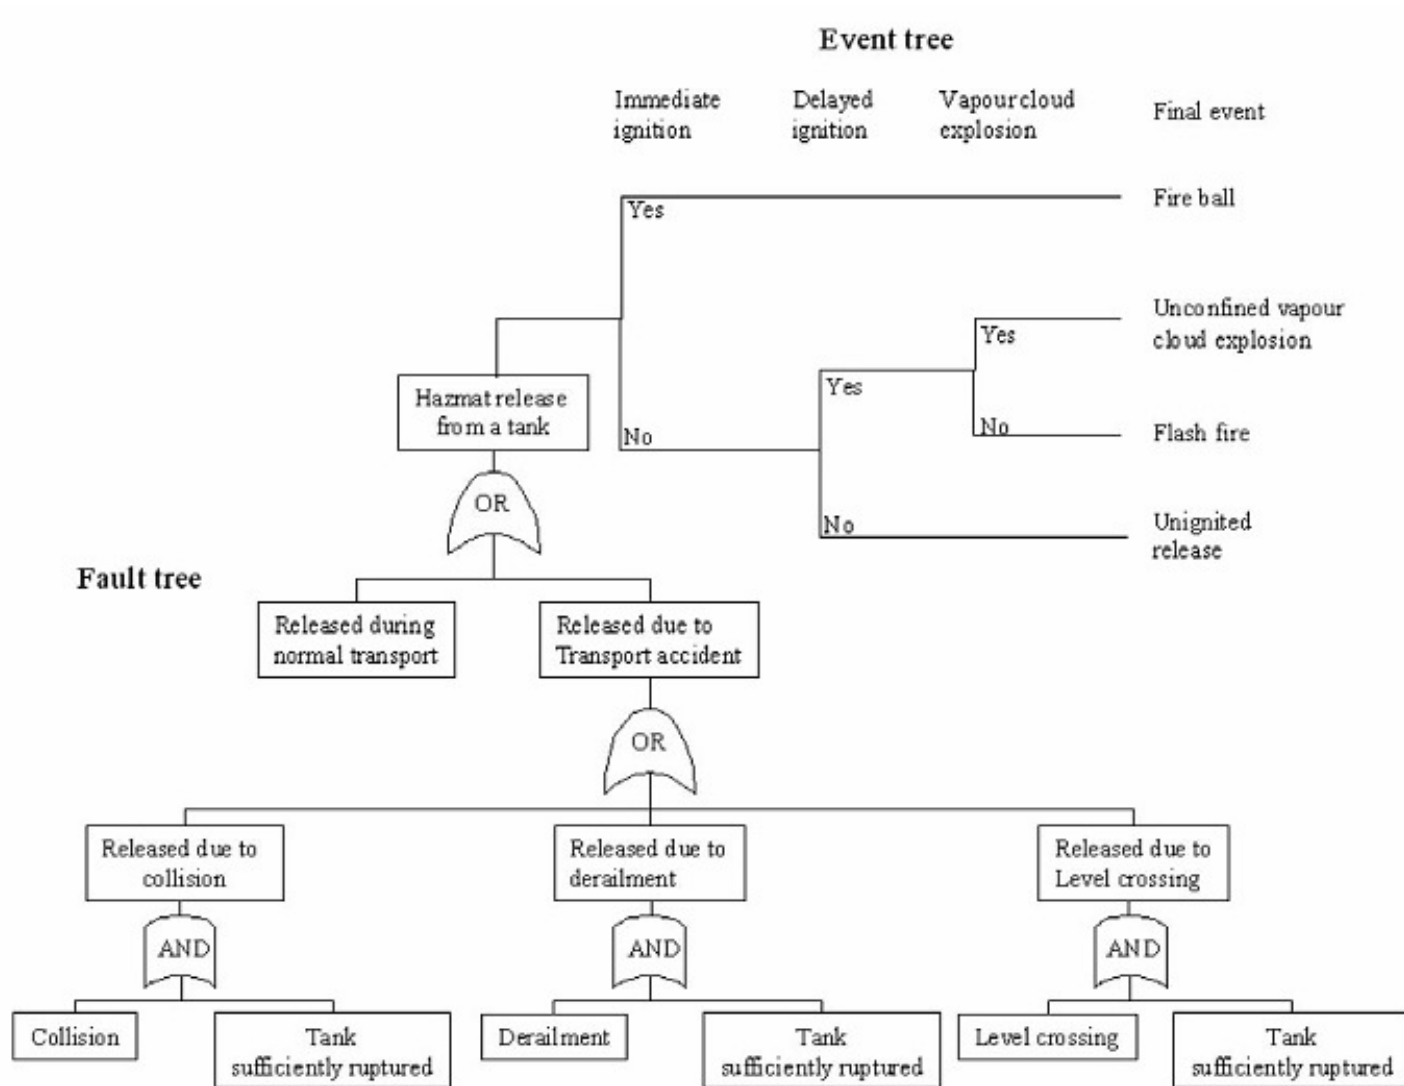 Event tree
Immediate
ignition
Delayed
ignition
Vapour cloud
explosion
Final event
Yes
Fire ball
Unconfined vapour
cloud explosion
Yes
Yes
Hazmat release
from a tank
No
No
Flash fire
OR
No
Unignited
release
Fault tree
Released during
normal transport
Released due to
Transport accident
OR
Released due to
collision
Released due to
derailment
Released due to
Level crossing
AND
AND
AND
Collision
Tank
sufficiently ruptured
Derailment
Tank
sufficiently ruptured
Level crossing
Tank
sufficiently ruptured